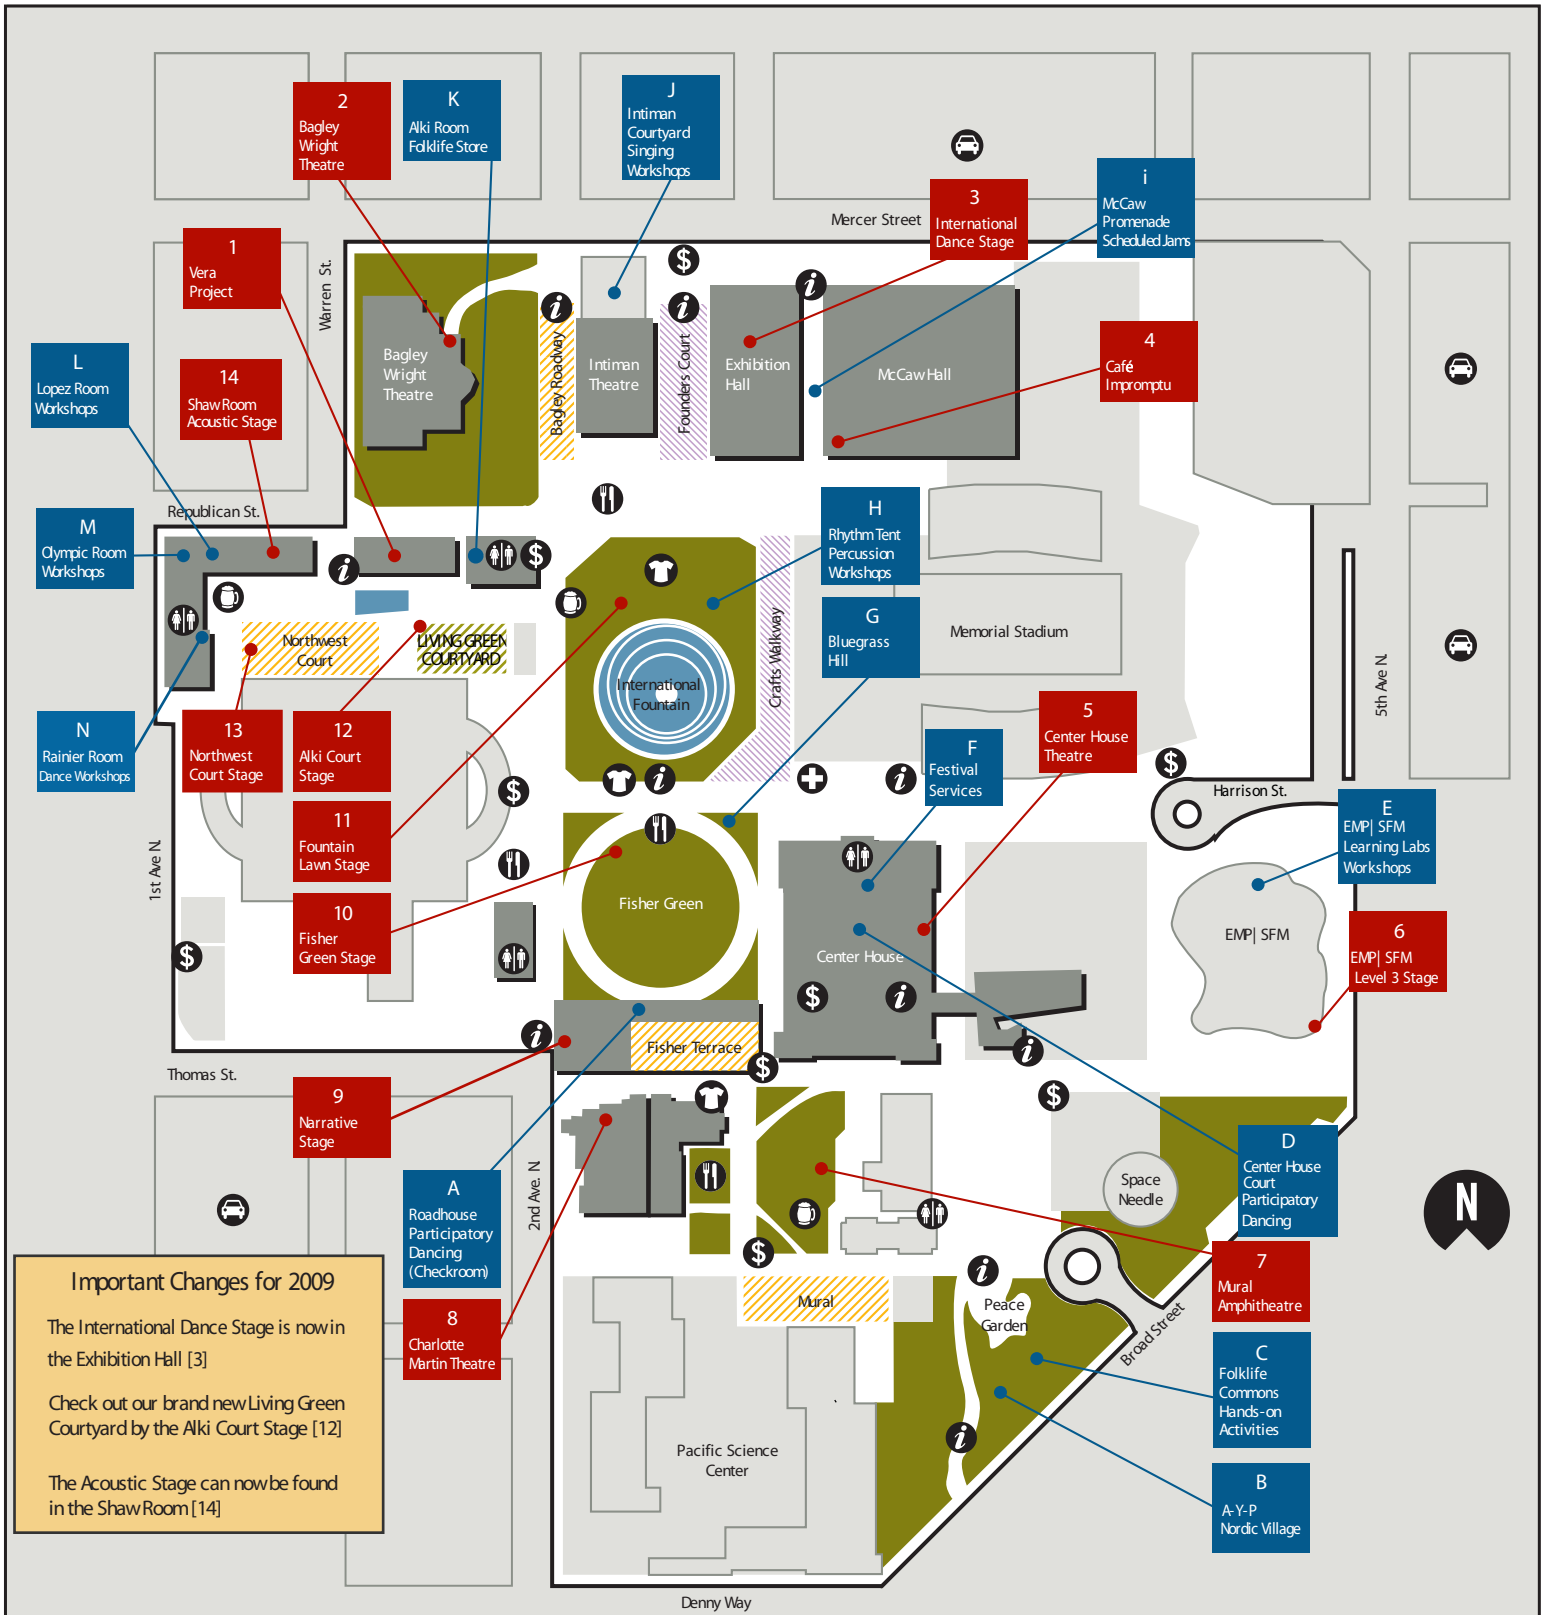 2
Bagley
Wright
Theatre
K
Alki Room
Folklife Store
J
Intiman
Courtyard
Singing
Workshops
i
McCaw
Promenade
Scheduled Jams
3
International
Dance Stage
Mercer Street
1
Vera
Project
Warren St.
4
Café
Impromptu
L
Lopez Room
Workshops
14
Shaw Room
Acoustic Stage
Bagley
Wright
Theatre
Bagley Roadway
Intiman
Theatre
Founders Court
Exhibition
Hall
McCaw Hall
i
i
i
$
Republican St.
M
Olympic Room
Workshops
H
Rhythm Tent
Percussion
Workshops
i
$
G
Bluegrass
Hill
Northwest
Court
LIVING GREEN
COURTYARD
International
Fountain
Crafts Walkway
Memorial Stadium
5th Ave N.
N
Rainier Room
Dance Workshops
13
Northwest
Court Stage
12
Alki Court
Stage
F
Festival
Services
5
Center House
Theatre
$
i
i
$
Harrison St.
11
Fountain
Lawn Stage
E
EMP| SFM
Learning Labs
Workshops
1st Ave N.
10
Fisher
Green Stage
Fisher Green
Center House
EMP| SFM
6
EMP| SFM
Level 3 Stage
$
$
i
i
Fisher Terrace
$
i
Thomas St.
9
Narrative
Stage
$
A
Roadhouse
Participatory
Dancing
(Checkroom)
2nd Ave. N
Space
Needle
D
Center House
Court
Participatory
Dancing
N
8
Charlotte
Martin Theatre
$
i
7
Mural
Amphitheatre
Mural
Peace
Garden
Broad Street
C
Folklife
Commons
Hands-on
Activities
i
Pacific Science
Center
B
A-Y-P
Nordic Village
Important Changes for 2009
The International Dance Stage is now in
the Exhibition Hall [3]
Check out our brand new Living Green
Courtyard by the Alki Court Stage [12]
The Acoustic Stage can now be found
in the Shaw Room [14]
Denny Way